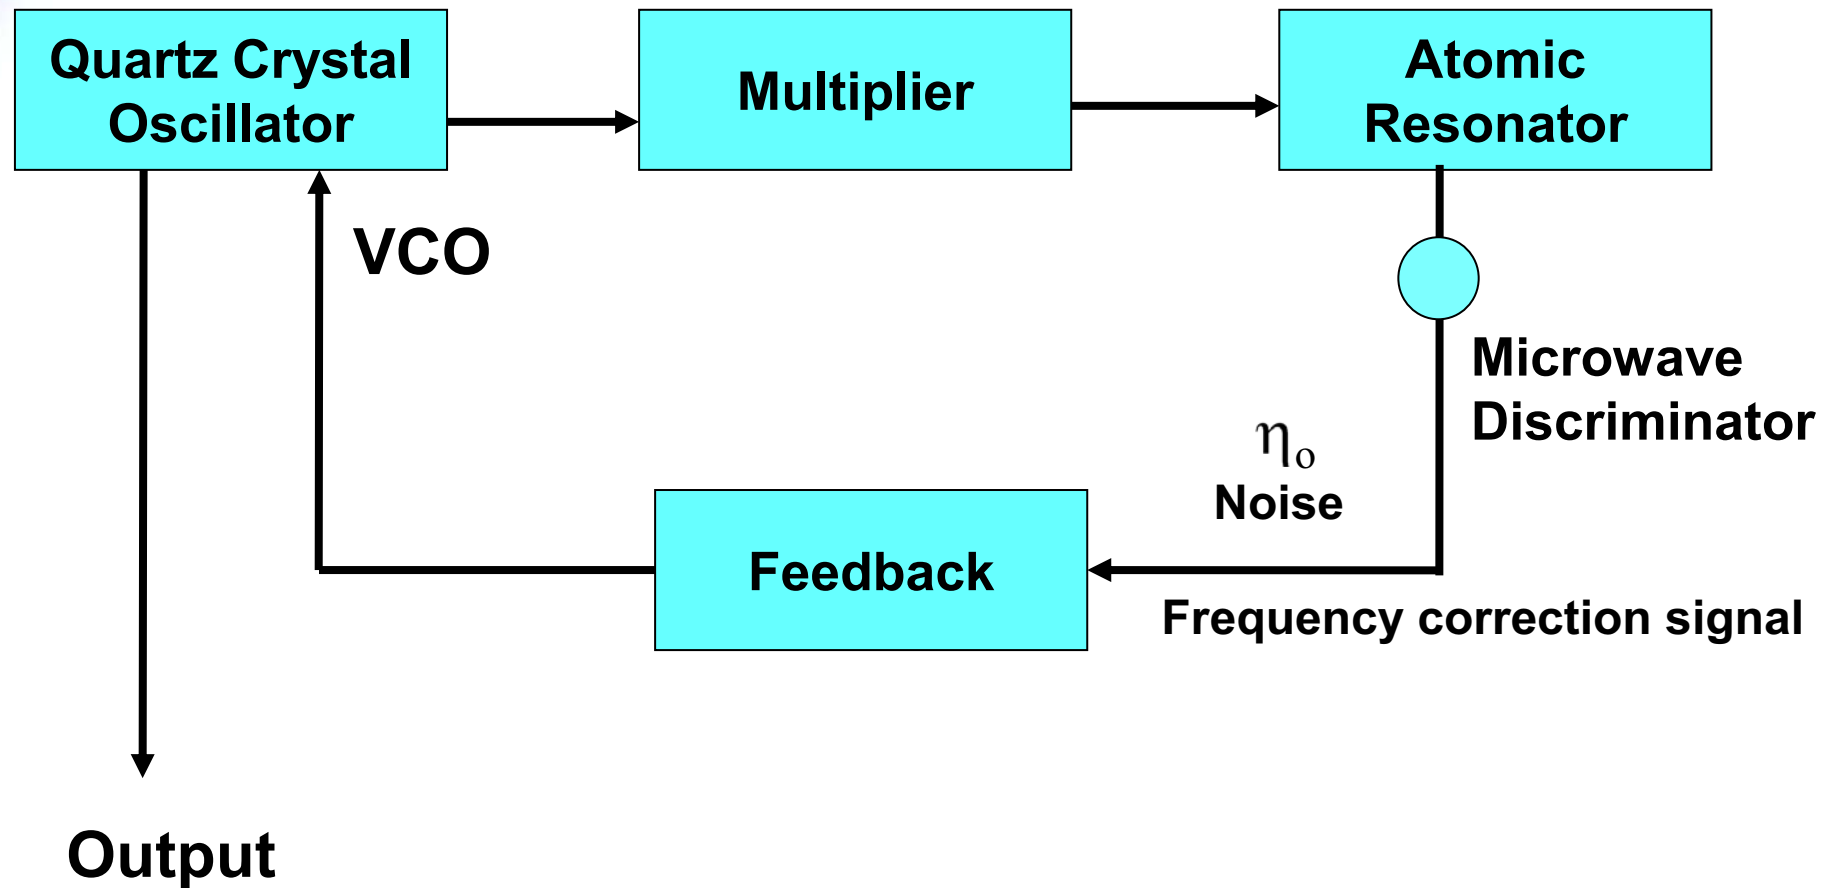 Quartz Crystal
Oscillator
Multiplier
Atomic
Resonator
VCO
Microwave
Discriminator
ηo
Noise
Feedback
Frequency correction signal
Output